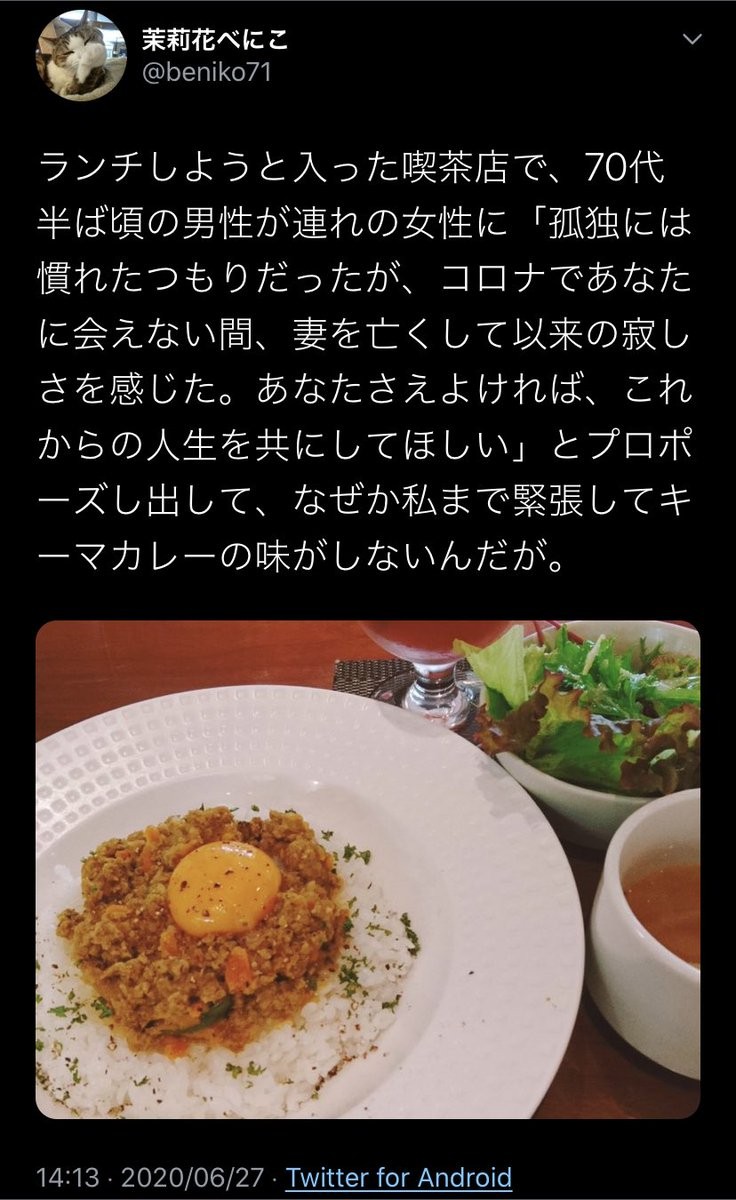 茉莉花べにこ
@beniko71
ランチしようと入った喫茶店で、70代
半ば頃の男性が連れの女性に「孤独には
慣れたつもりだったが、コロナであなた
に会えない間、妻を亡くして以来の寂し
さを感じた。あなたさえよければ、これ
からの人生を共にしてほしい」とプロポ
ーズし出して、なぜか私まで緊張してキ
ーマカレーの味がしないんだが。
14:13 · 2020/06/27 · Twitter for Android